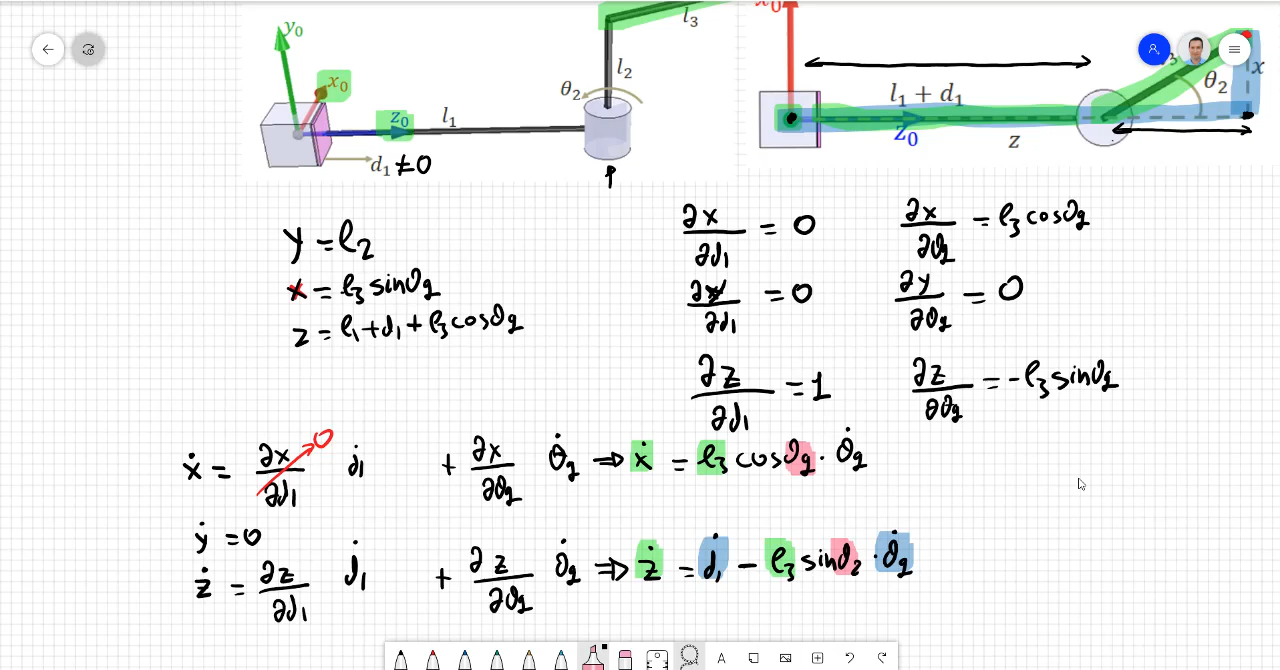 y₀
x₀
z₀
l₁
d₁ ≠0
θ₂
l₂
l₃
x₀
l₁ + d₁
Z₀
z
θ₂
x
y = l₂
x = l₃ sinϑ₂
z = l₁ + d₁ + l₃ cosϑ₂
∂x/∂d₁ = 0
∂x/∂ϑ₂ = l₃ cosϑ₂
∂y/∂d₁ = 0
∂y/∂ϑ₂ = 0
∂z/∂d₁ = 1
∂z/∂ϑ₂ = -l₃ sinϑ₂
ẋ = ∂x/∂d₁ 0 ḋ₁ + ∂x/∂ϑ₂ ϑ̇₂ ⇒ ẋ = l₃ cosϑ₂ · ϑ̇₂
ẏ = 0
ż = ∂z/∂d₁ ḋ₁ + ∂z/∂ϑ₂ ϑ̇₂ ⇒ ż = ḋ₁ - l₃ sinϑ₂ · ϑ̇₂
A